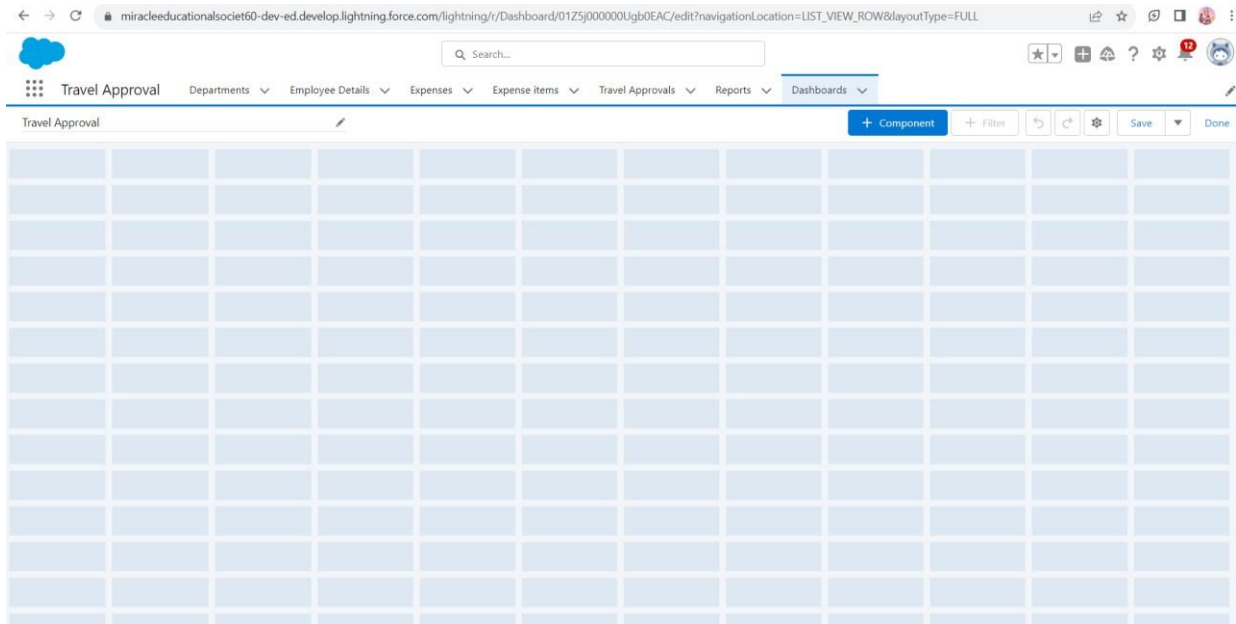 miracleeducationalsociet60-dev-ed.develop.lightning.force.com/lightning/r/Dashboard/01Z5j000000Ugb0EAC/edit?navigationLocation=LIST_VIEW_ROW&layoutType=FULL
Search...
12
Travel Approval Departments Employee Details Expenses Expense items Travel Approvals Reports Dashboards
Travel Approval + Component + Filter Save Done